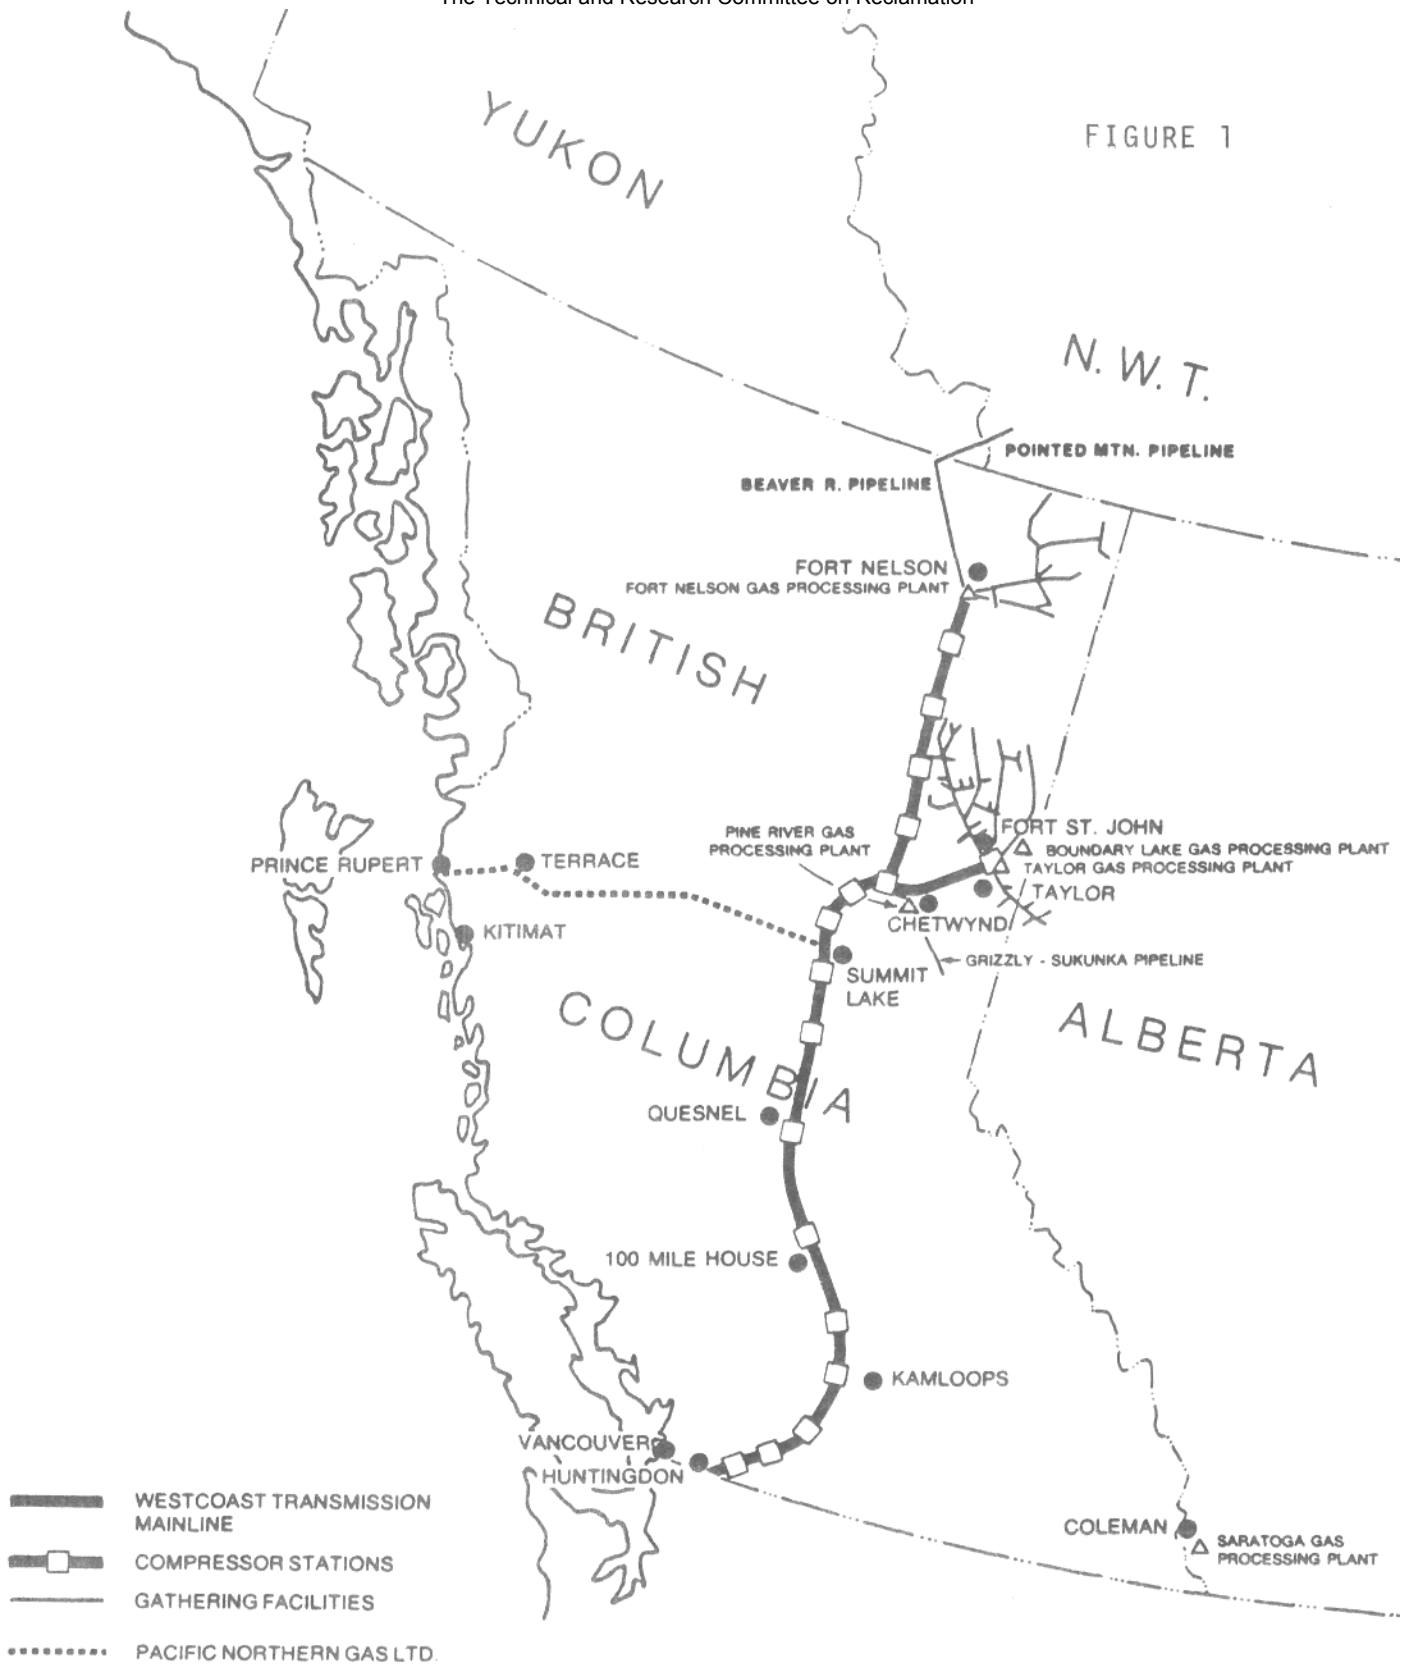 The Technical and Research Committee on Reclamation
FIGURE 1
YUKON
N.W.T.
POINTED MTN. PIPELINE
BEAVER R. PIPELINE
FORT NELSON
FORT NELSON GAS PROCESSING PLANT
BRITISH
PINE RIVER GAS
PROCESSING PLANT
FORT ST. JOHN
BOUNDARY LAKE GAS PROCESSING PLANT
TAYLOR GAS PROCESSING PLANT
PRINCE RUPERT
TERRACE
TAYLOR
CHETWYND
KITIMAT
GRIZZLY - SUKUNKA PIPELINE
SUMMIT
LAKE
COLUMBIA
ALBERTA
QUESNEL
100 MILE HOUSE
KAMLOOPS
VANCOUVER
HUNTINGDON
COLEMAN
SARATOGA GAS
PROCESSING PLANT
WESTCOAST TRANSMISSION
MAINLINE
COMPRESSOR STATIONS
GATHERING FACILITIES
PACIFIC NORTHERN GAS LTD.